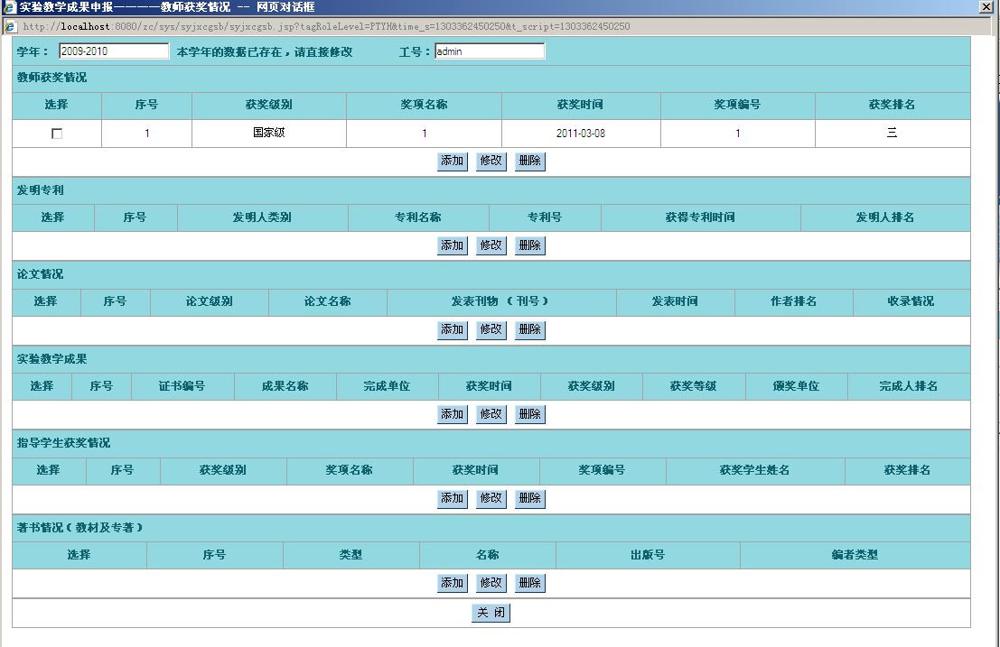 实验教学成果申报————教师获奖情况 -- 网页对话框
http://localhost:8080/zc/sys/syjxcgsb/syjxcgsb.jsp?tagRoleLevel=PTYH&time_s=1303362450250&t_script=1303362450250
学年： 2009-2010 本学年的数据已存在，请直接修改 工号：admin
教师获奖情况
选择 序号 获奖级别 奖项名称 获奖时间 奖项编号 获奖排名
1 国家级 1 2011-03-08 1 三
添加 修改 删除
发明专利
选择 序号 发明人类别 专利名称 专利号 获得专利时间 发明人排名
添加 修改 删除
论文情况
选择 序号 论文级别 论文名称 发表刊物 （刊号） 发表时间 作者排名 收录情况
添加 修改 删除
实验教学成果
选择 序号 证书编号 成果名称 完成单位 获奖时间 获奖级别 获奖等级 颁奖单位 完成人排名
添加 修改 删除
指导学生获奖情况
选择 序号 获奖级别 奖项名称 获奖时间 奖项编号 获奖学生姓名 获奖排名
添加 修改 删除
著书情况（教材及专著）
选择 序号 类型 名称 出版号 编者类型
添加 修改 删除
关 闭